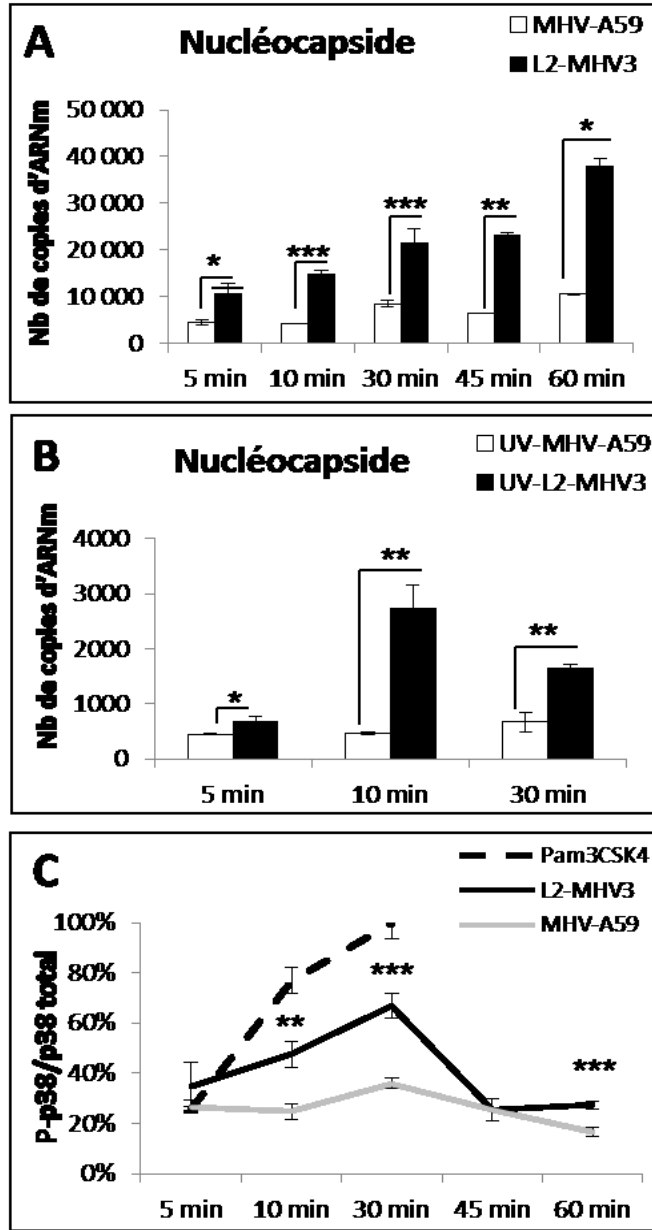 A
Nucléocapside
MHV-A59
L2-MHV3
Nb de copies d'ARNm
50 000
40 000
30 000
20 000
10 000
0
*
***
***
**
*
5 min
10 min
30 min
45 min
60 min
B
Nucléocapside
UV-MHV-A59
UV-L2-MHV3
Nb de copies d'ARNm
4000
3000
2000
1000
0
*
**
**
5 min
10 min
30 min
C
Pam3CSK4
L2-MHV3
MHV-A59
P-p38/p38 total
100%
80%
60%
40%
20%
0%
**
***
***
5 min
10 min
30 min
45 min
60 min